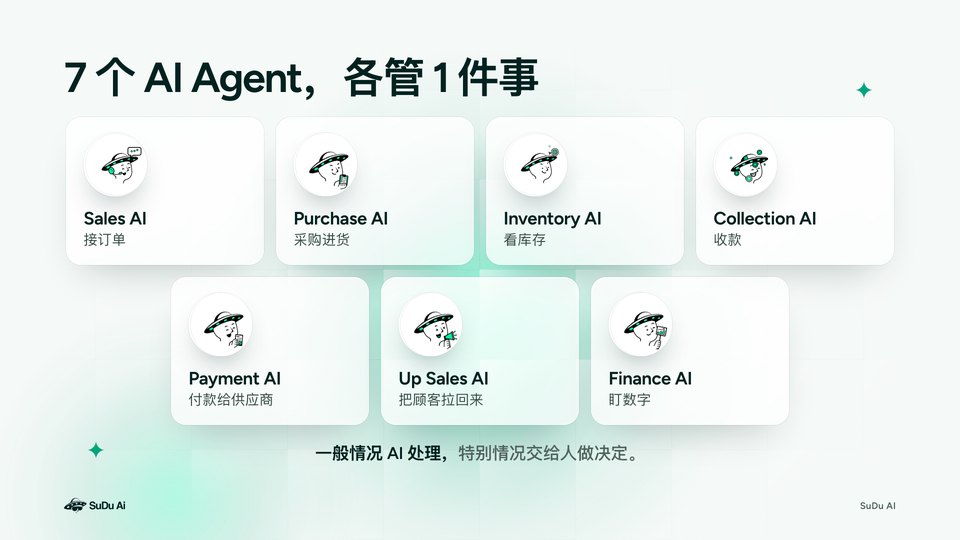 7 个 AI Agent，各管 1 件事
Sales AI
接订单
Purchase AI
采购进货
Inventory AI
看库存
Collection AI
收款
Payment AI
付款给供应商
Up Sales AI
把顾客拉回来
Finance AI
盯数字
一般情况 AI 处理，特别情况交给人做决定。
SuDu Ai
SuDu AI